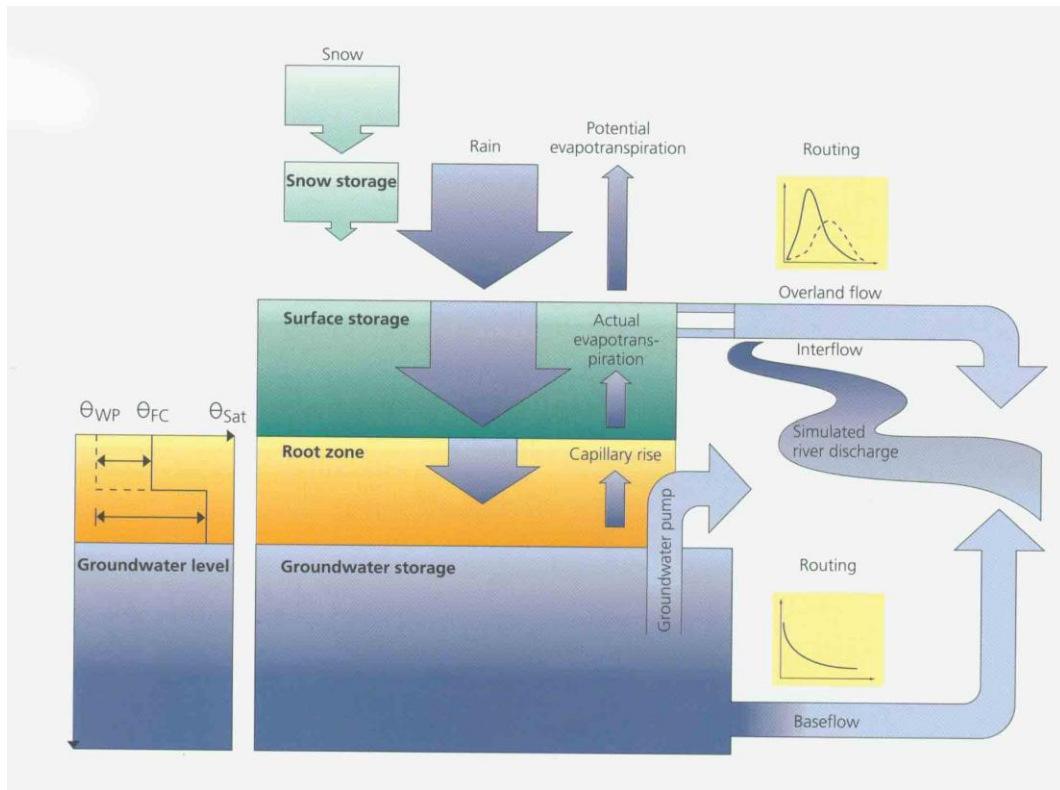 Snow
Snow storage
Rain
Potential
evapotranspiration
Routing
Overland flow
Surface storage
Actual
evapotrans-
piration
Interflow
Simulated
river discharge
θWP
θFC
θSat
Root zone
Capillary rise
Groundwater pump
Groundwater level
Groundwater storage
Routing
Baseflow